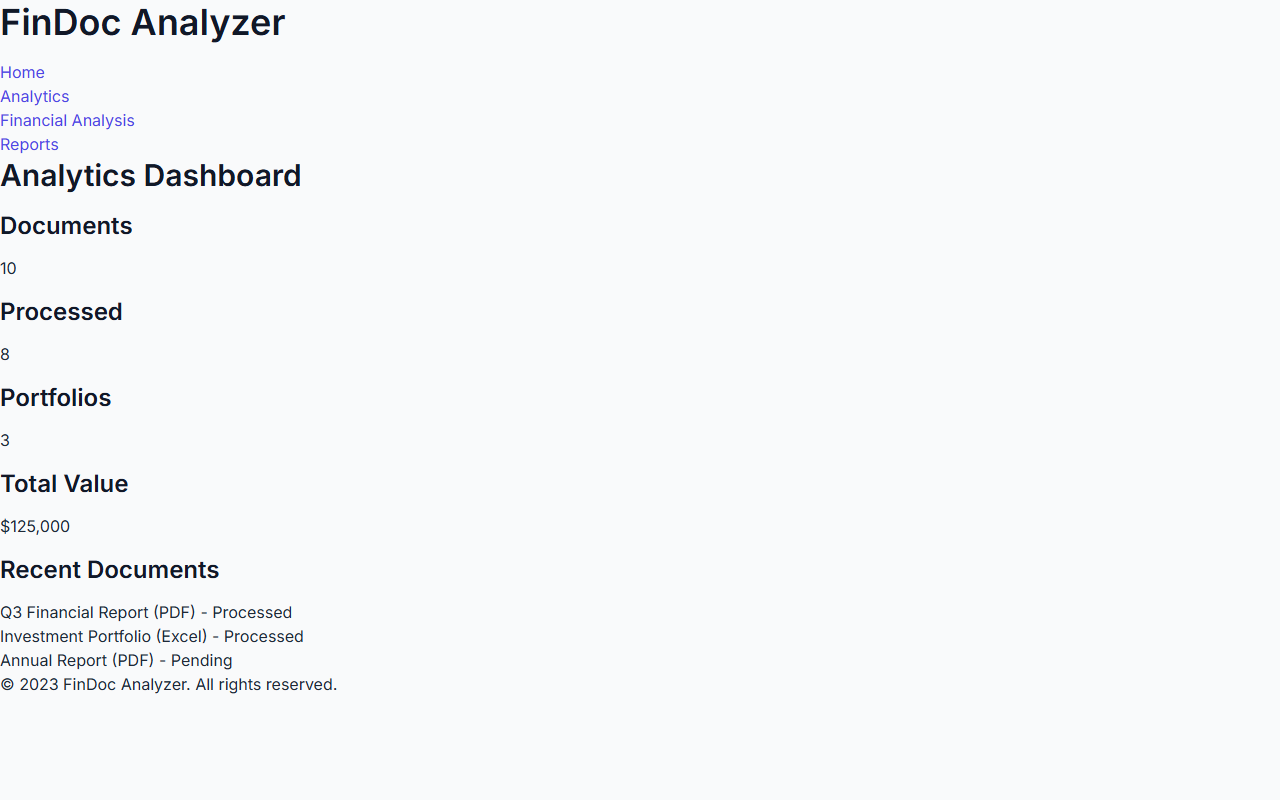 FinDoc Analyzer
Home
Analytics
Financial Analysis
Reports
Analytics Dashboard
Documents
10
Processed
8
Portfolios
3
Total Value
$125,000
Recent Documents
Q3 Financial Report (PDF) - Processed
Investment Portfolio (Excel) - Processed
Annual Report (PDF) - Pending
© 2023 FinDoc Analyzer. All rights reserved.